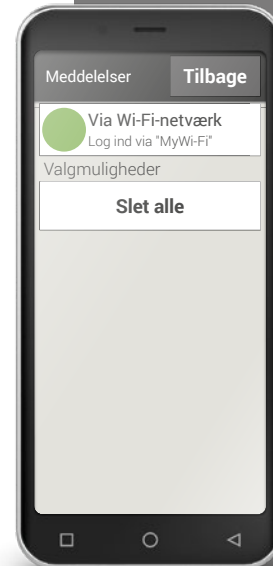 Meddelelser
Tilbage
Via Wi-Fi-netværk
Log ind via "MyWi-Fi"
Valgmuligheder
Slet alle